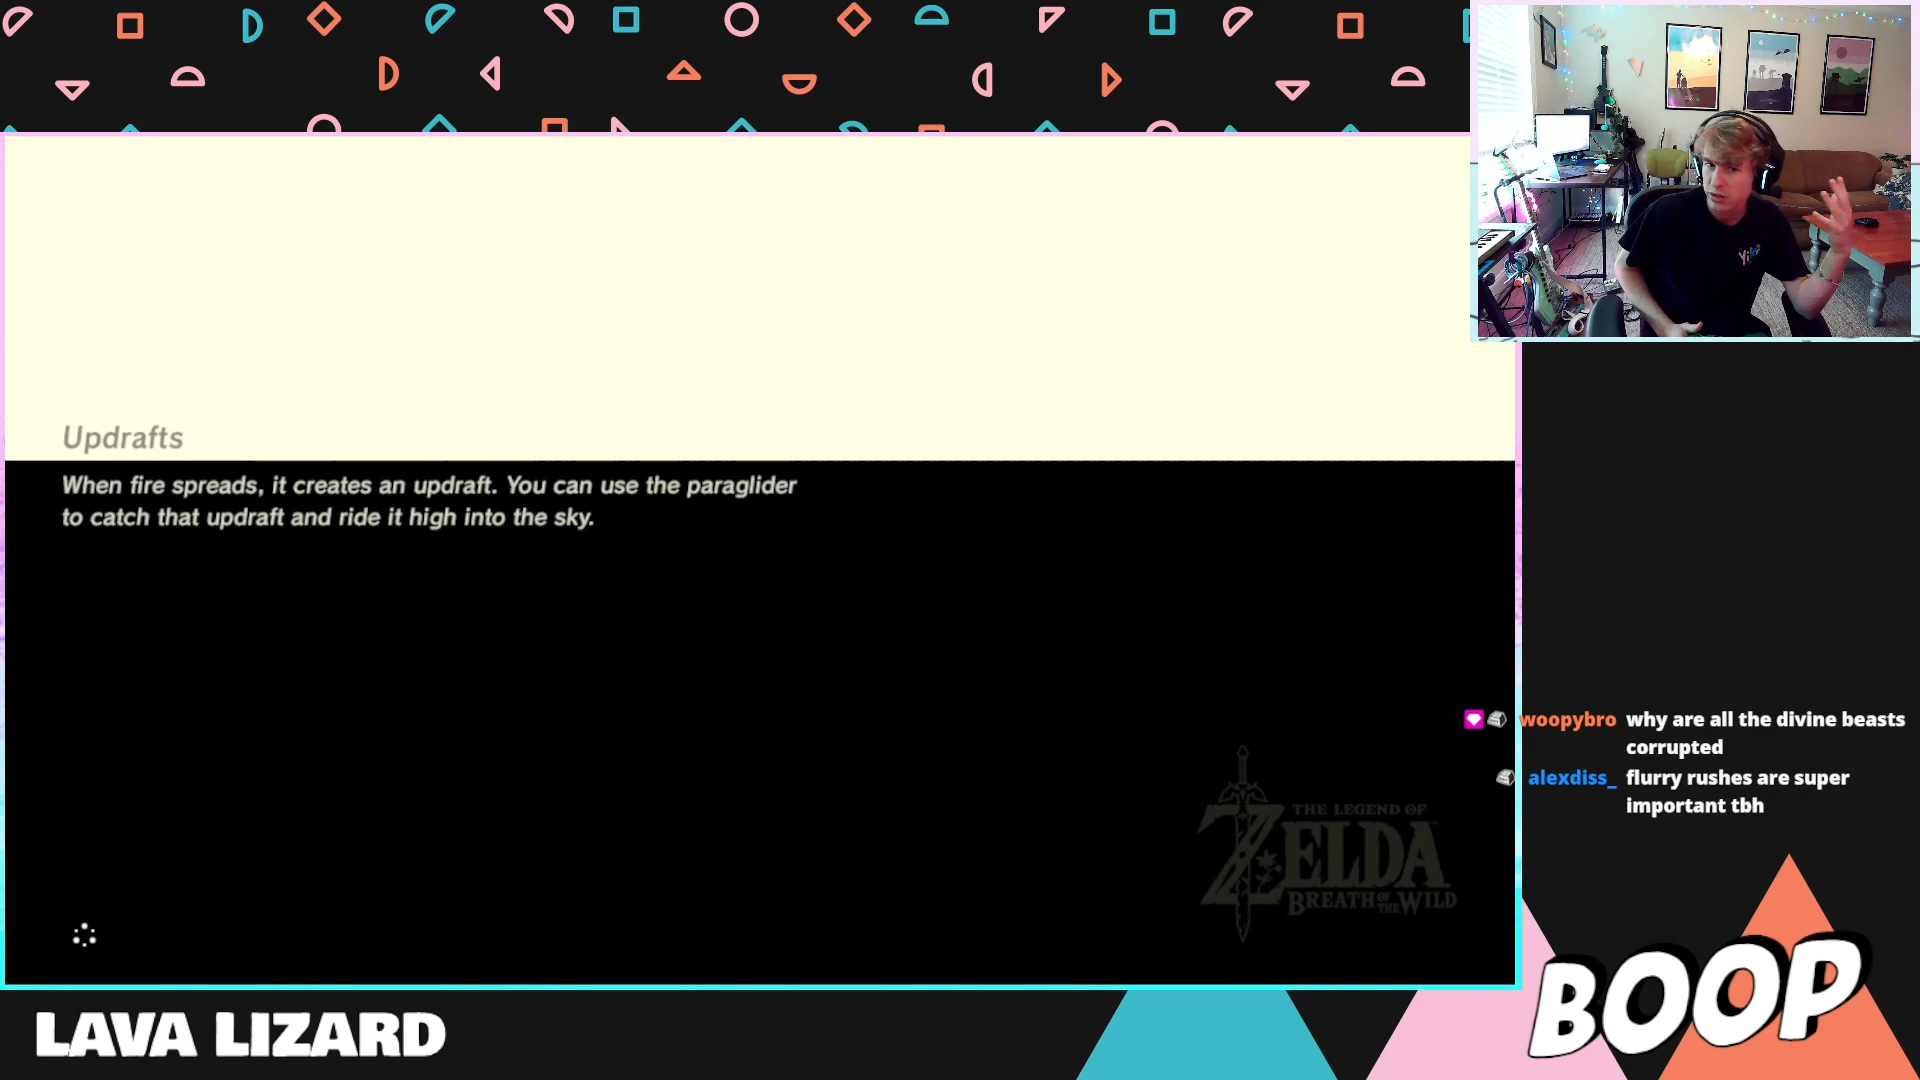 Updrafts
When fire spreads, it creates an updraft. You can use the paraglider
to catch that updraft and ride it high into the sky.
THE LEGEND OF
ZELDA
BREATH OF THE WILD
woopybro why are all the divine beasts
corrupted
alexdiss_ flurry rushes are super
important tbh
LAVA LIZARD
BOOP